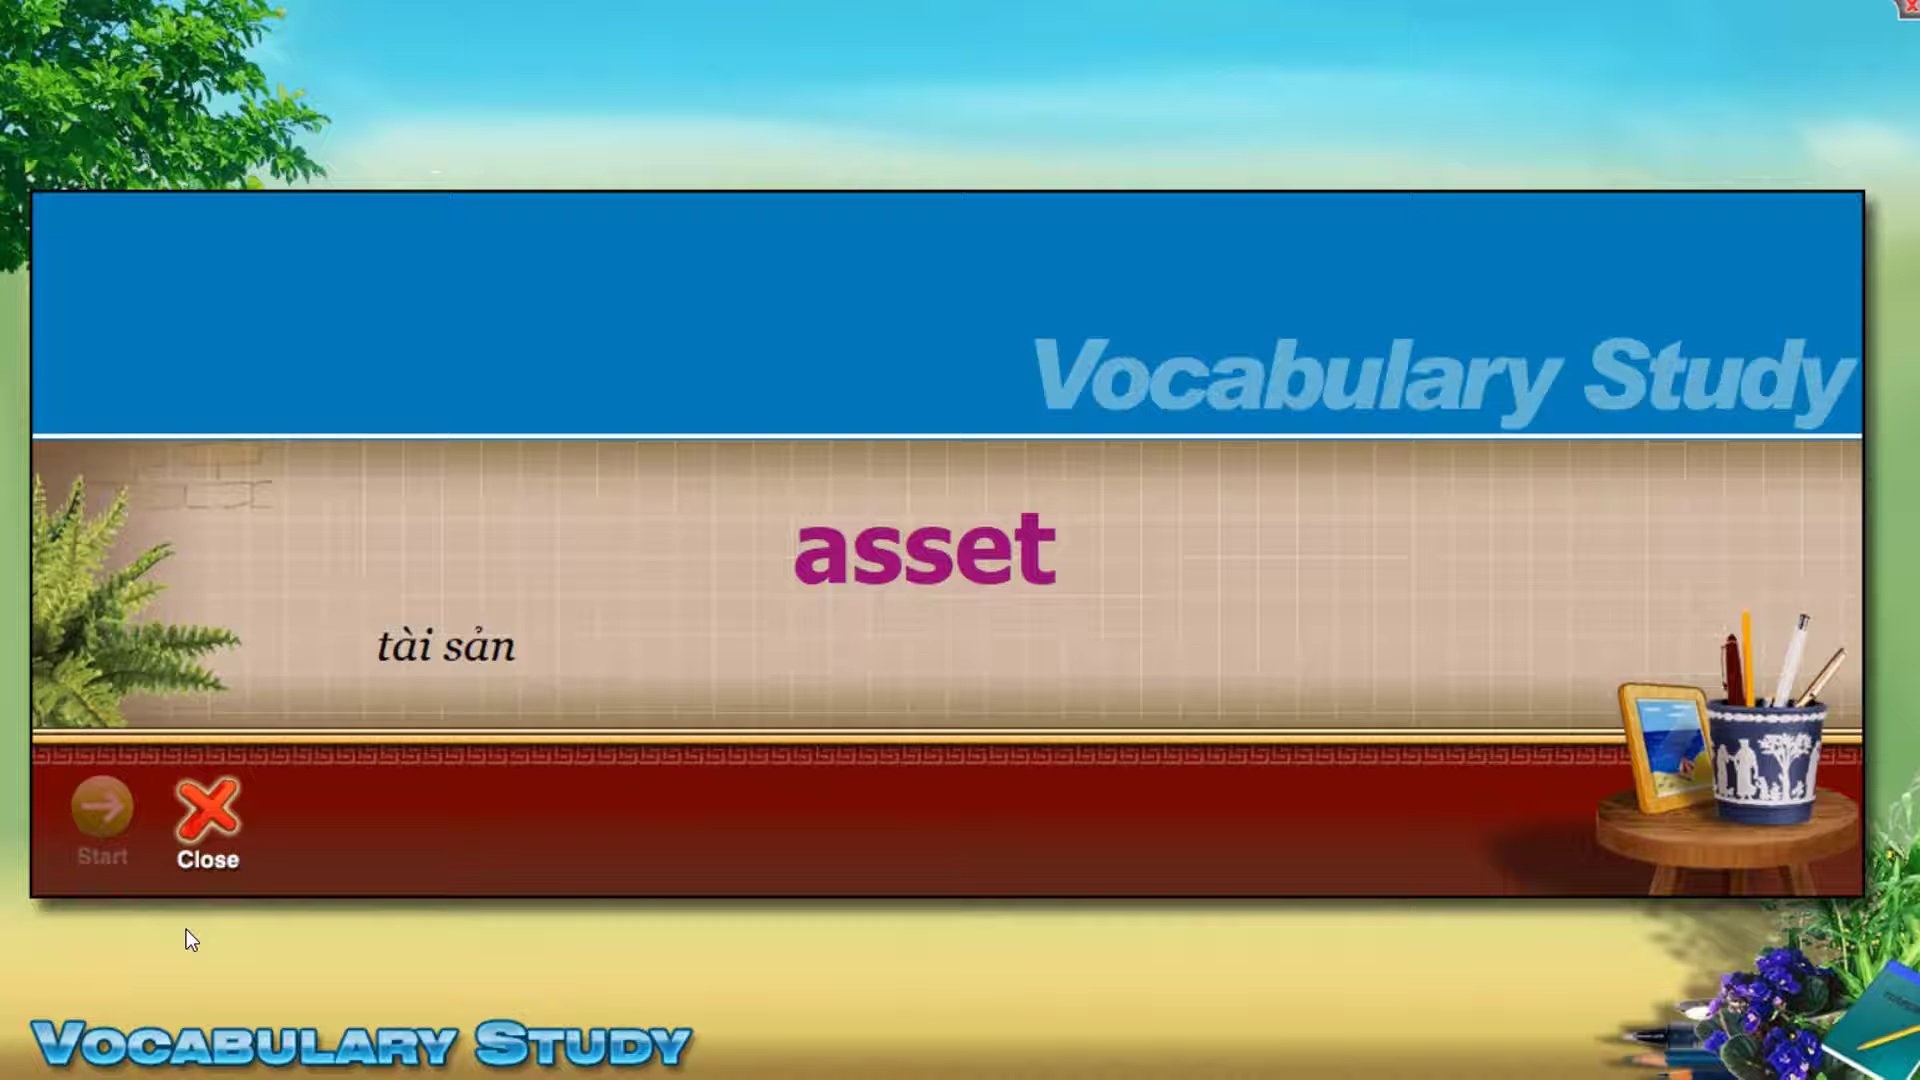 Vocabulary Study
asset
tài sản
Start
Close
VOCABULARY STUDY